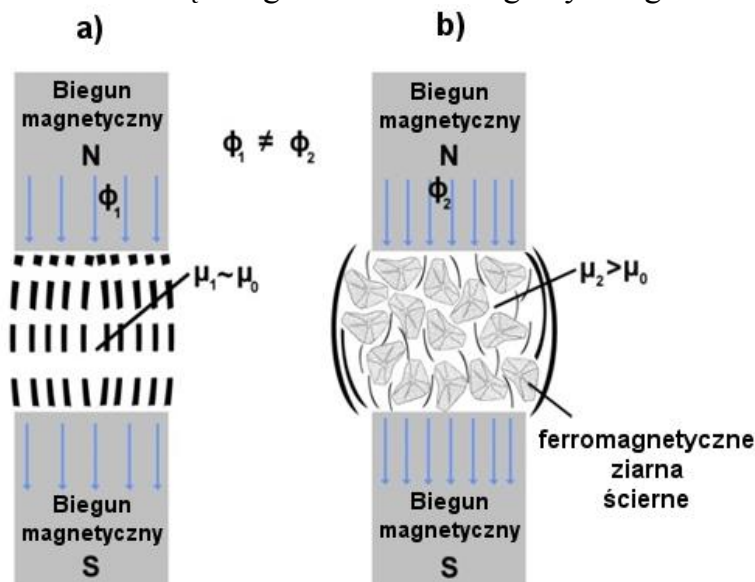 a)
b)
Biegun
magnetyczny
N
ϕ₁
ϕ₁ ≠ ϕ₂
Biegun
magnetyczny
N
ϕ₂
μ₁~μ₀
μ₂>μ₀
Biegun
magnetyczny
S
Biegun
magnetyczny
S
ferromagnetyczne
ziarna
ścierne